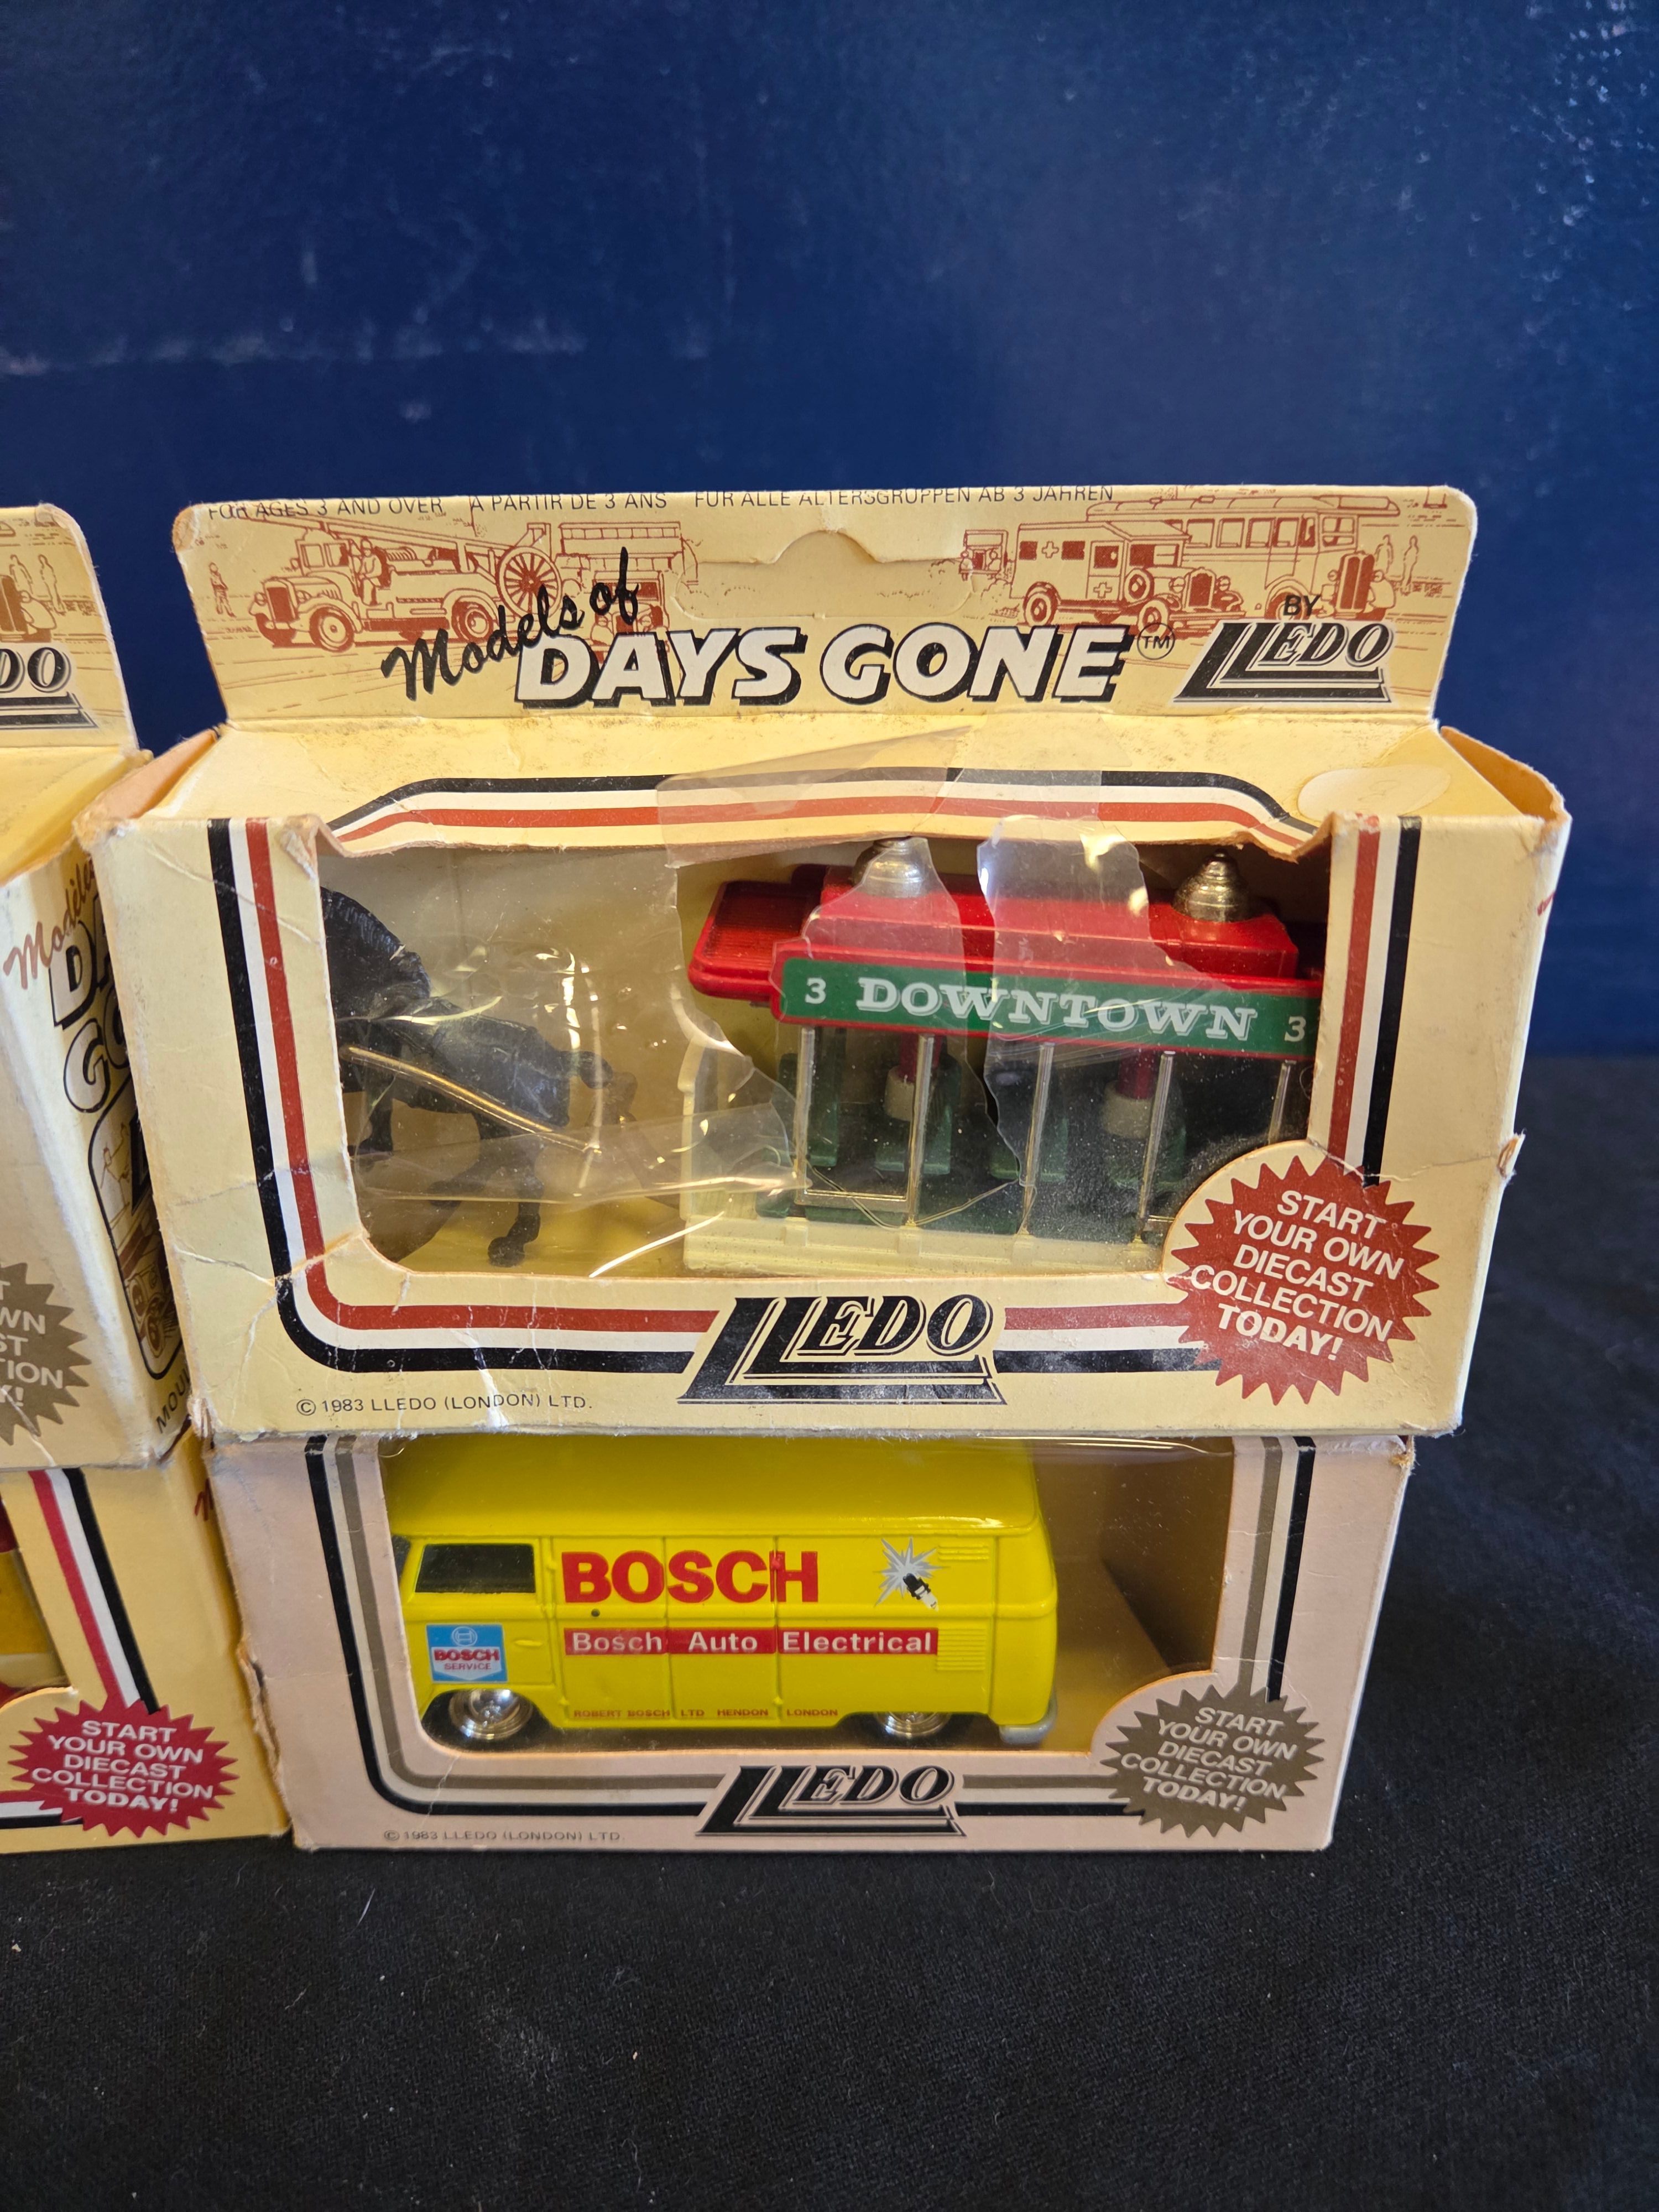 FOR AGES 3 AND OVER A PARTIR DE 3 ANS FÜR ALLE ALTERSGRUPPEN AB 3 JAHREN
Models of
DAYS GONE TM
BY
LLEDO
3 DOWNTOWN 3
START
YOUR OWN
DIECAST
COLLECTION
TODAY!
LLEDO
© 1983 LLEDO (LONDON) LTD.
BOSCH
Bosch Auto Electrical
BOSCH
SERVICE
ROBERT BOSCH LTD HENDON LONDON
START
YOUR OWN
DIECAST
COLLECTION
TODAY!
LLEDO
© 1983 LLEDO (LONDON) LTD.
Models
START
YOUR OWN
DIECAST
COLLECTION
TODAY!